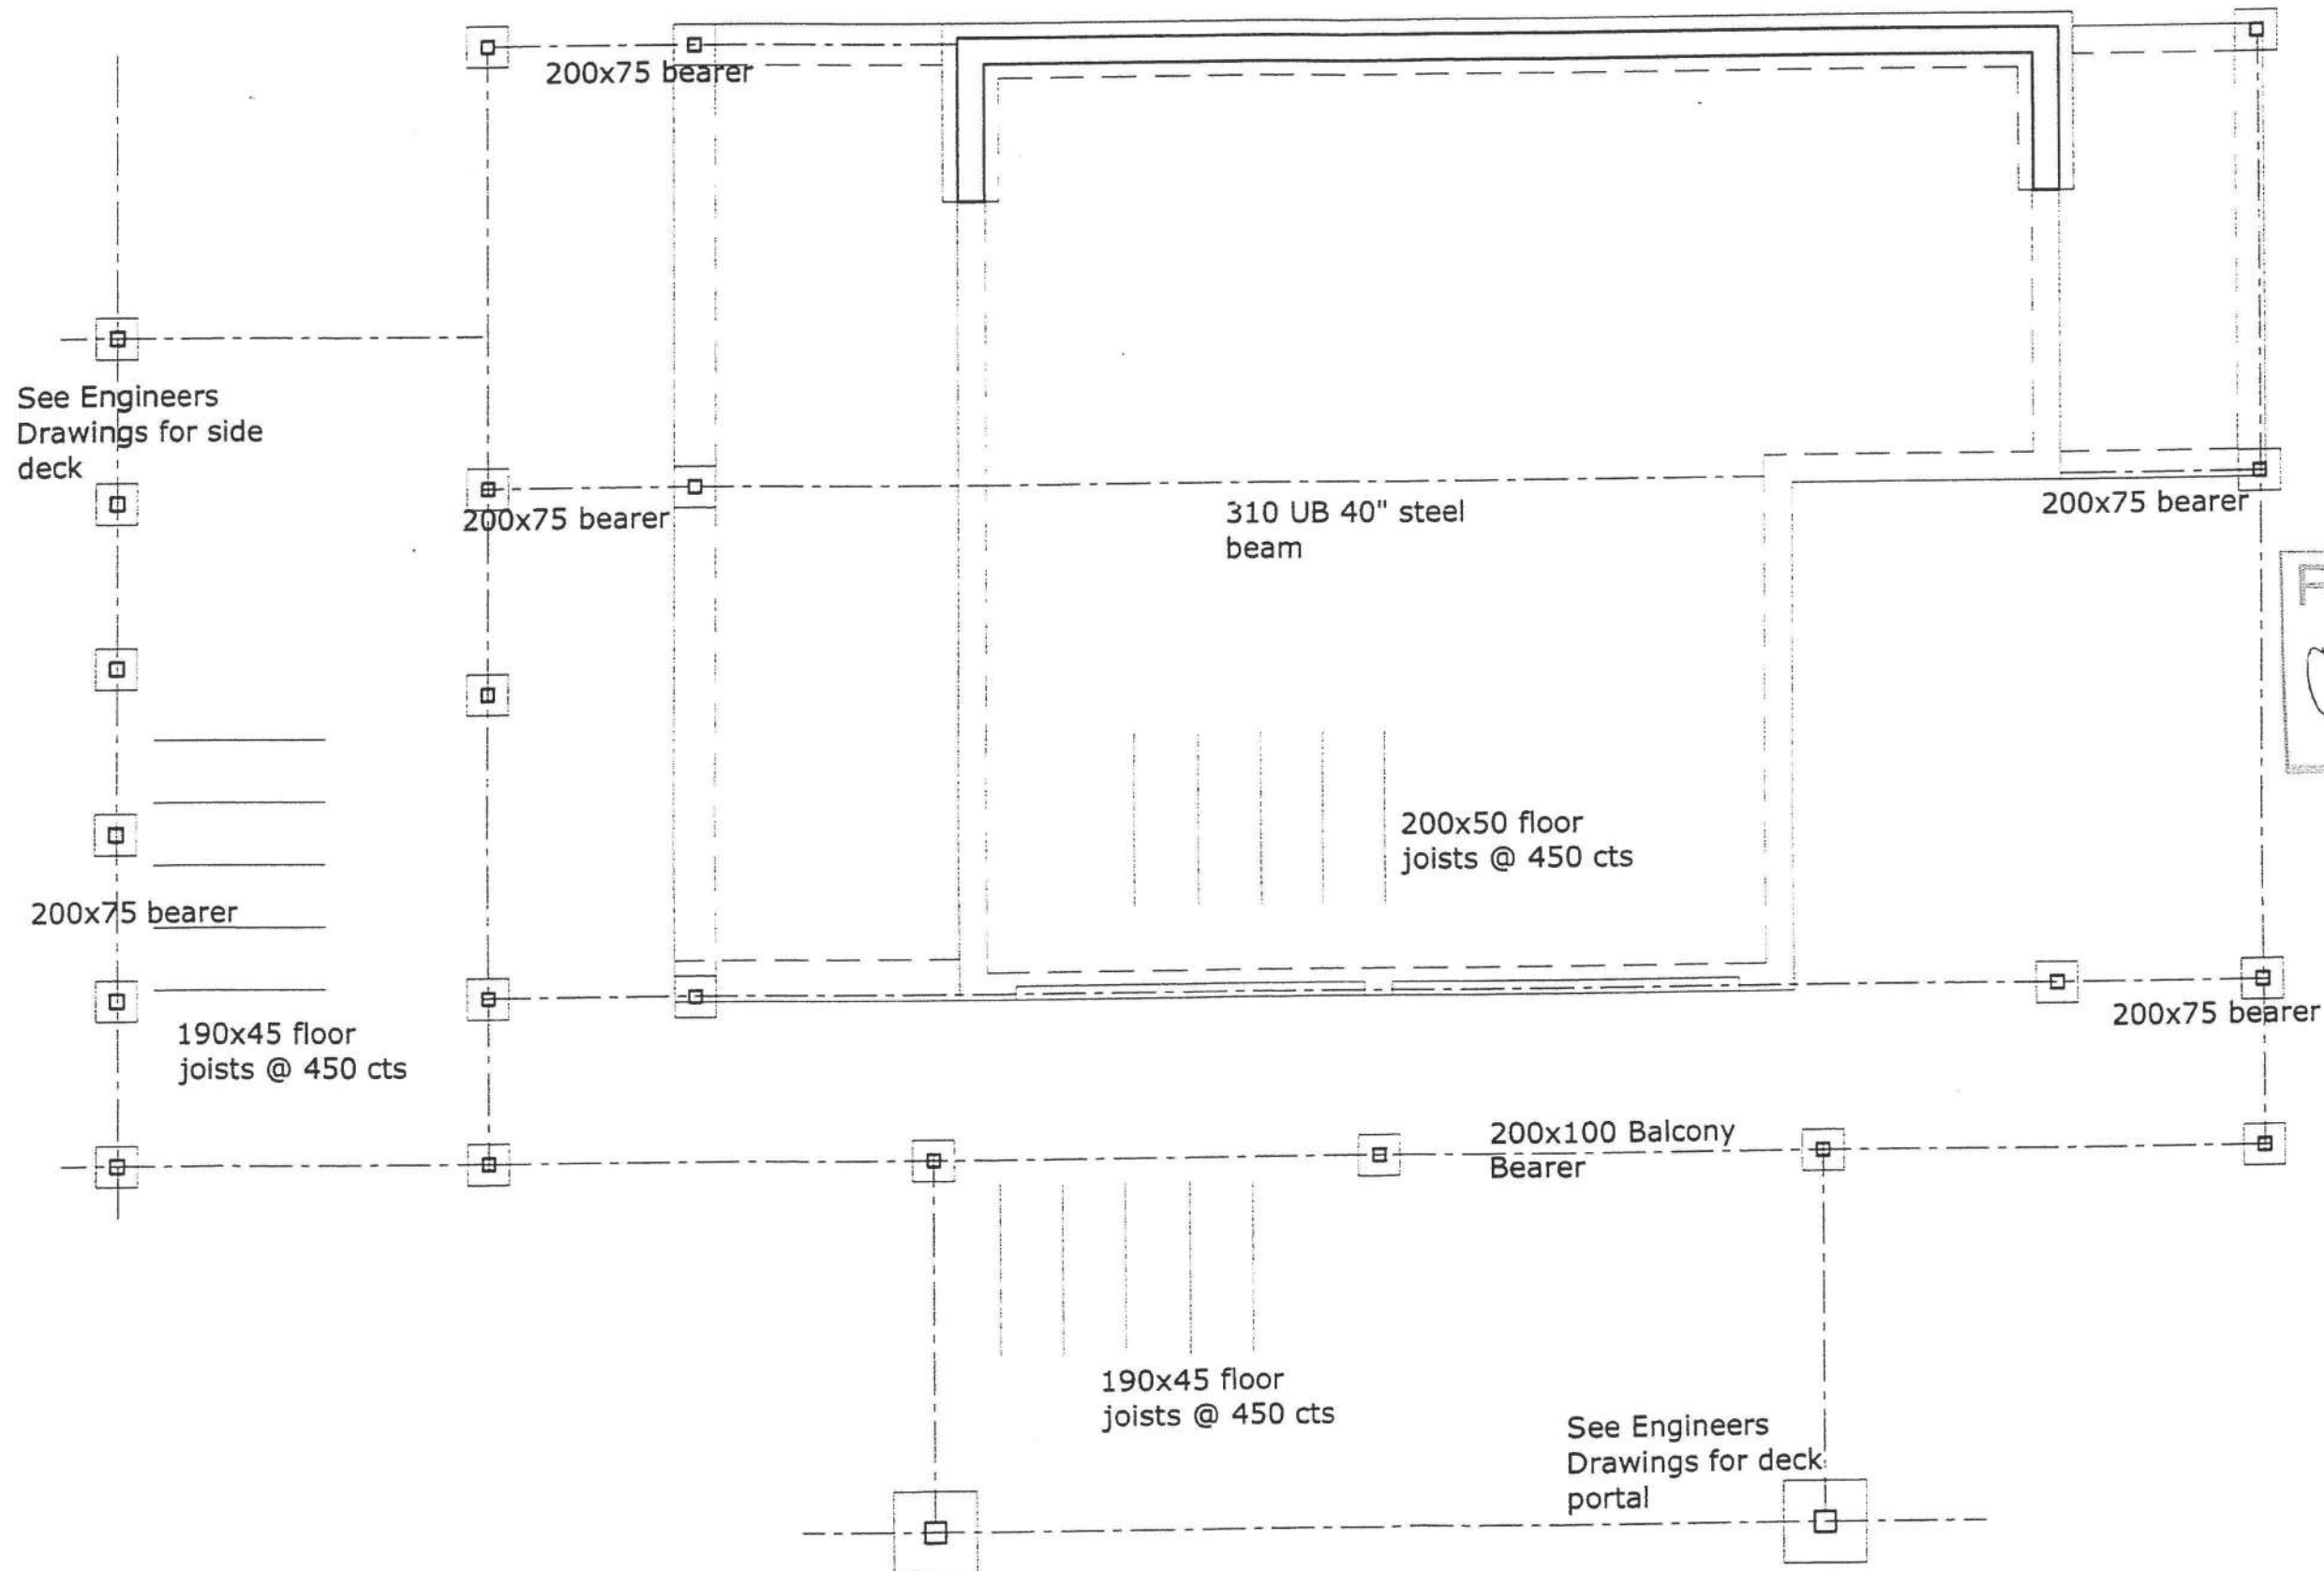 200x75 bearer
See Engineers
Drawings for side
deck
200x75 bearer
310 UB 40" steel
beam
200x75 bearer
200x50 floor
joists @ 450 cts
200x75 bearer
190x45 floor
joists @ 450 cts
200x75 bearer
200x100 Balcony
Bearer
190x45 floor
joists @ 450 cts
See Engineers
Drawings for deck
portal